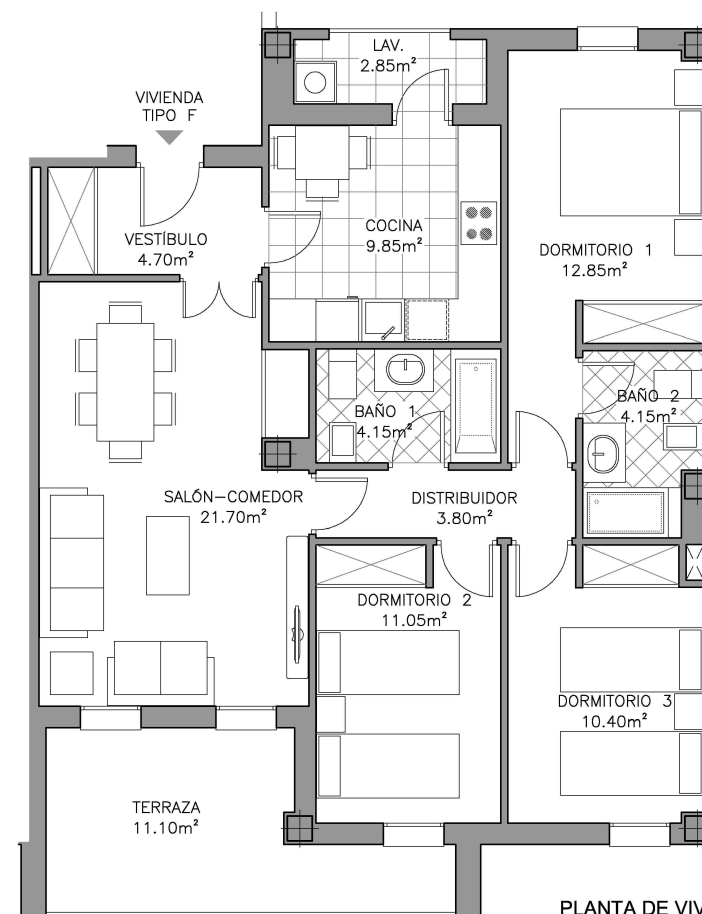 LAV.
2.85m²
VIVIENDA
TIPO F
VESTÍBULO
4.70m²
COCINA
9.85m²
DORMITORIO 1
12.85m²
BAÑO 1
4.15m²
BAÑO 2
4.15m²
SALÓN-COMEDOR
21.70m²
DISTRIBUIDOR
3.80m²
DORMITORIO 2
11.05m²
DORMITORIO 3
10.40m²
TERRAZA
11.10m²
PLANTA DE VIV